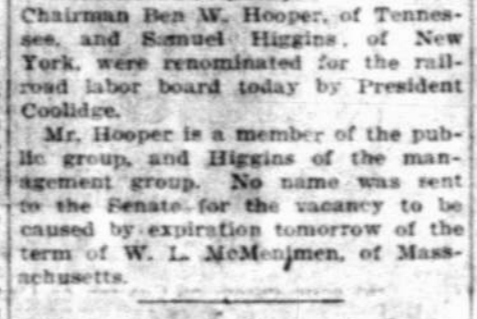 Chairman Ben W. Hooper, of Tennes-
see, and Samuel Higgins, of New
York, were renominated for the rail-
road labor board today by President
Coolidge.
Mr. Hooper is a member of the pub-
lic group, and Higgins of the man-
agement group. No name was sent
to the Senate for the vacancy to be
caused by expiration tomorrow of the
term of W. L. McMenimen, of Mass-
achusetts.